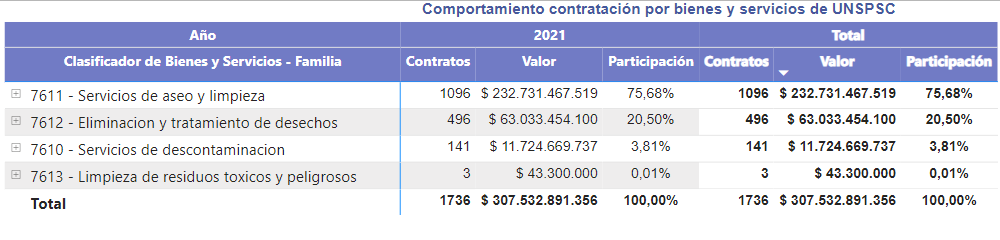 Comportamiento contratación por bienes y servicios de UNSPSC
Año 2021 Total
Clasificador de Bienes y Servicios - Familia Contratos Valor Participación Contratos Valor Participación
7611 - Servicios de aseo y limpieza 1096 $ 232.731.467.519 75,68% 1096 $ 232.731.467.519 75,68%
7612 - Eliminacion y tratamiento de desechos 496 $ 63.033.454.100 20,50% 496 $ 63.033.454.100 20,50%
7610 - Servicios de descontaminacion 141 $ 11.724.669.737 3,81% 141 $ 11.724.669.737 3,81%
7613 - Limpieza de residuos toxicos y peligrosos 3 $ 43.300.000 0,01% 3 $ 43.300.000 0,01%
Total 1736 $ 307.532.891.356 100,00% 1736 $ 307.532.891.356 100,00%